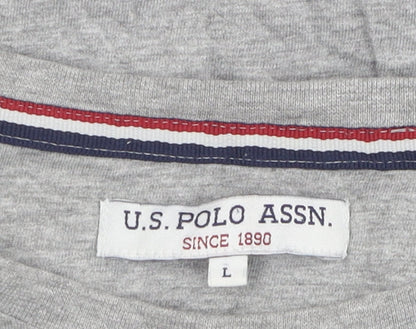 U.S. POLO ASSN.
SINCE 1890
L